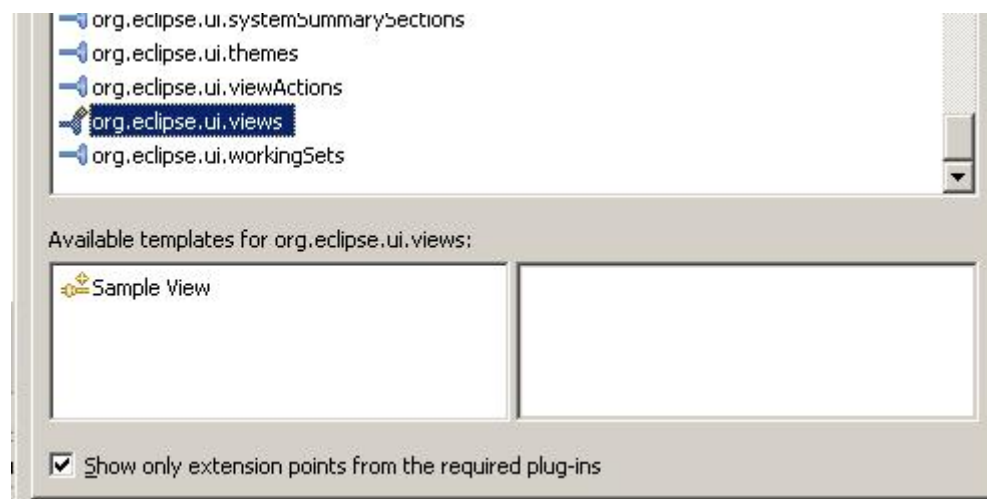 org.eclipse.ui.systemSummarySections
org.eclipse.ui.themes
org.eclipse.ui.viewActions
org.eclipse.ui.views
org.eclipse.ui.workingSets
Available templates for org.eclipse.ui.views:
Sample View
Show only extension points from the required plug-ins